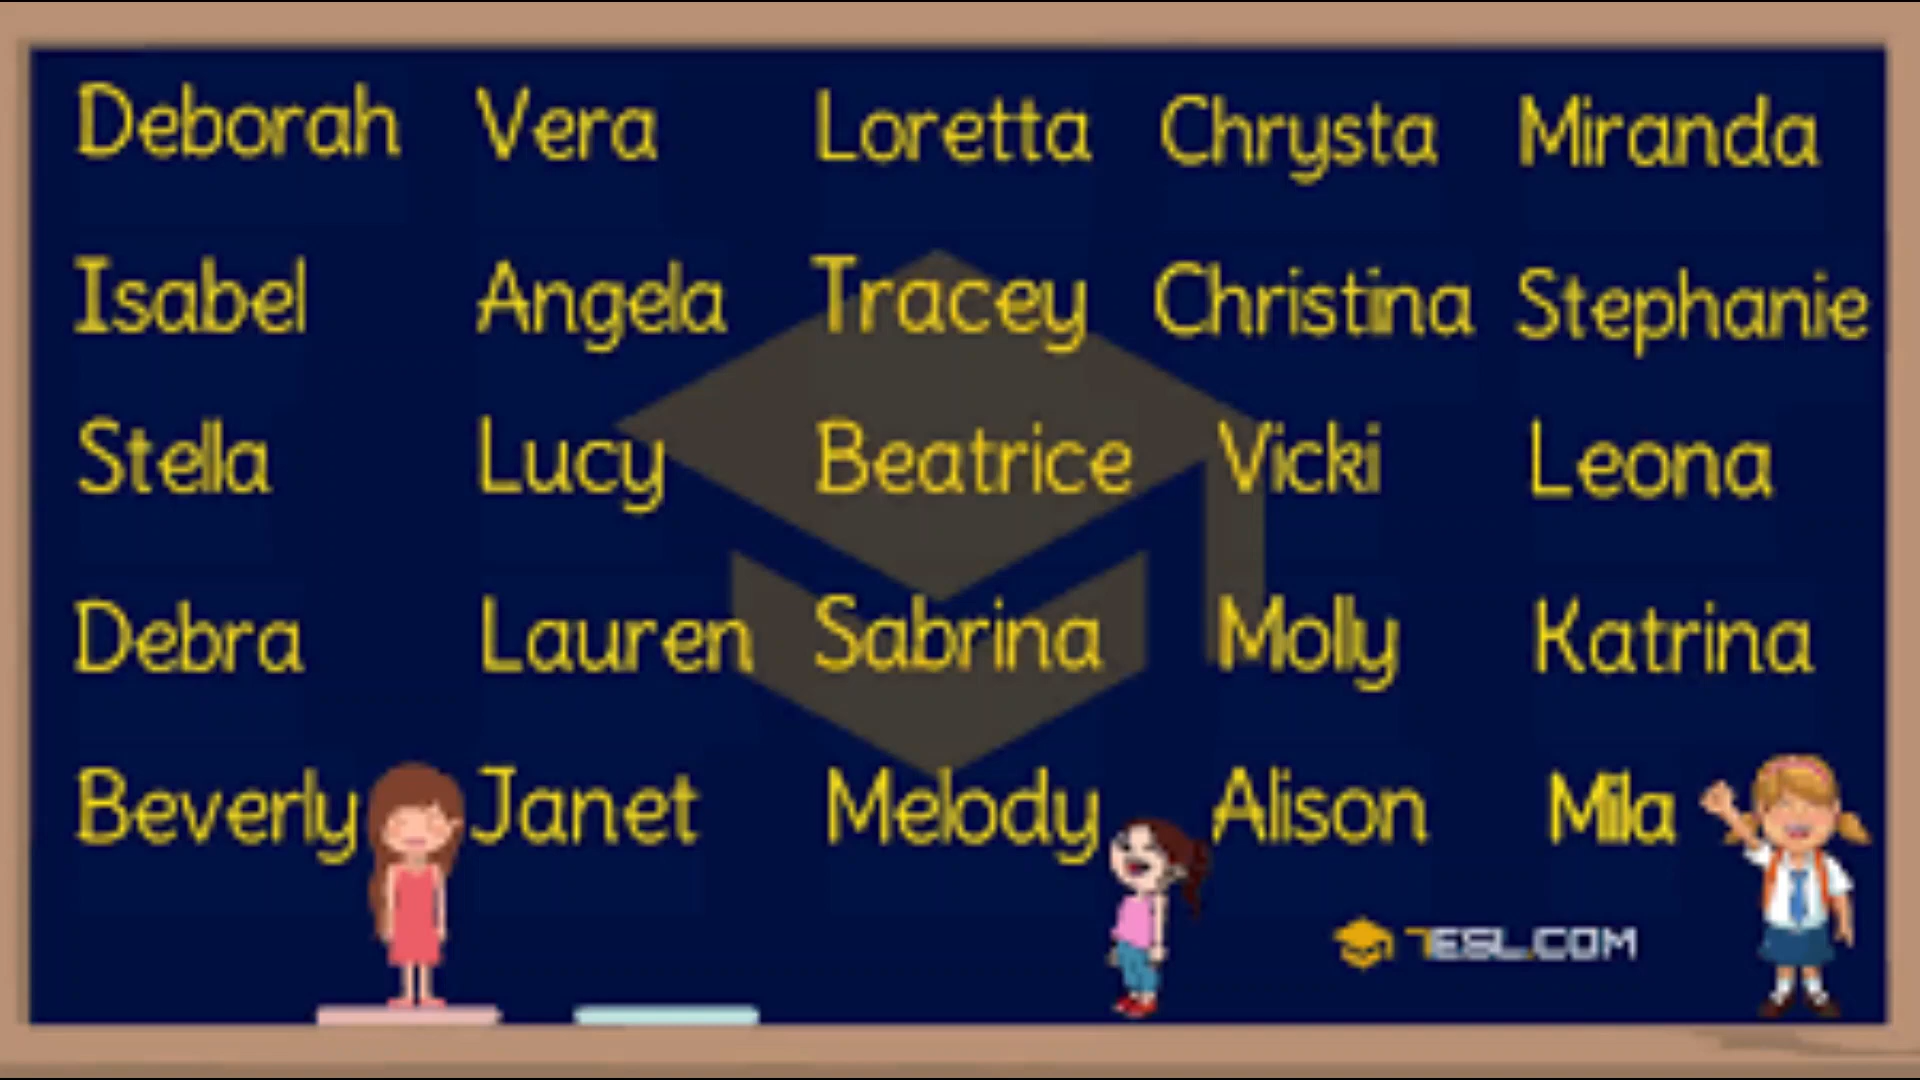 Deborah Vera Loretta Chrysta Miranda
Isabel Angela Tracey Christina Stephanie
Stella Lucy Beatrice Vicki Leona
Debra Lauren Sabrina Molly Katrina
Beverly Janet Melody Alison Mila
7ESL.COM